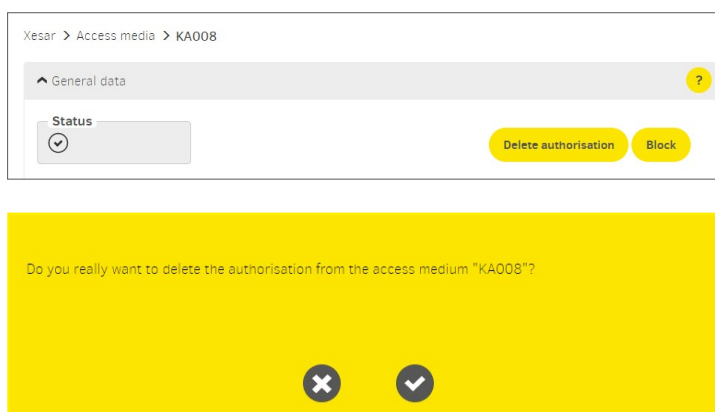 Xesar > Access media > KA008
General data
?
Status
Delete authorisation
Block
Do you really want to delete the authorisation from the access medium "KA008"?